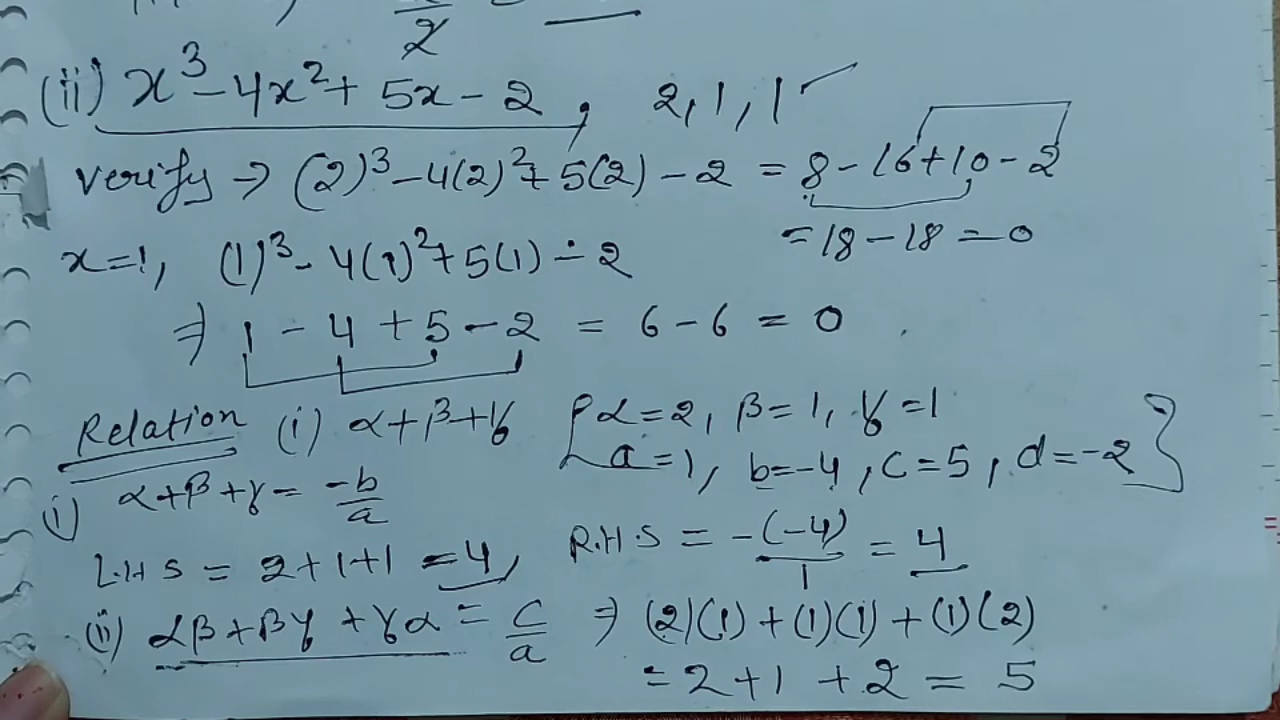 2
(ii) x³ - 4x² + 5x - 2, 2, 1, 1 ✓
verify → (2)³ - 4(2)² + 5(2) - 2 = 8 - 16 + 10 - 2
= 18 - 18 = 0
x = 1, (1)³ - 4(1)² + 5(1) - 2
⇒ 1 - 4 + 5 - 2 = 6 - 6 = 0
Relation (i) α + β + γ { α = 2, β = 1, γ = 1
a = 1, b = -4, c = 5, d = -2 }
(i) α + β + γ = -b/a
L.H.S = 2 + 1 + 1 = 4, R.H.S = -(-4)/1 = 4
(ii) αβ + βγ + γα = c/a ⇒ (2)(1) + (1)(1) + (1)(2)
= 2 + 1 + 2 = 5